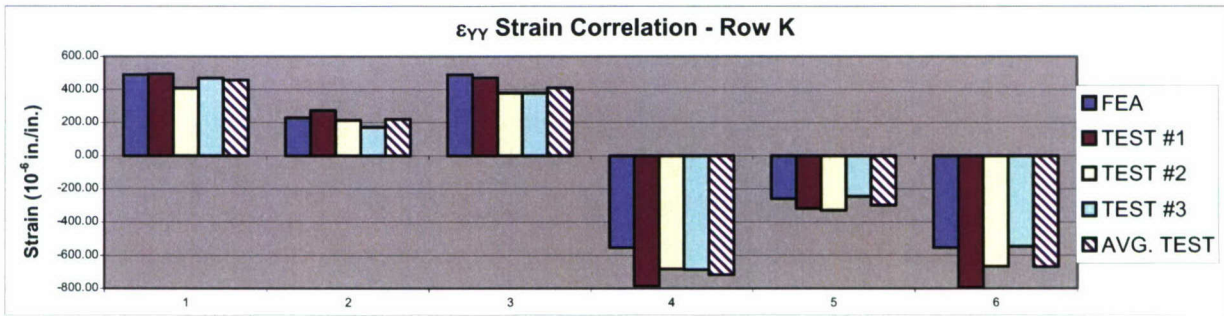 εYY Strain Correlation - Row K
Strain (10-6 in./in.)
600.00
400.00
200.00
0.00
-200.00
-400.00
-600.00
-800.00
1 2 3 4 5 6
FEA
TEST #1
TEST #2
TEST #3
AVG. TEST